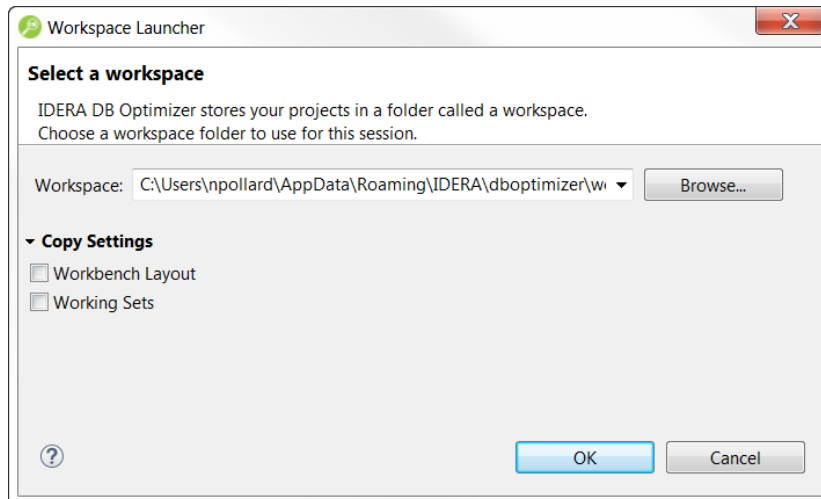 Workspace Launcher
Select a workspace
IDERA DB Optimizer stores your projects in a folder called a workspace.
Choose a workspace folder to use for this session.
Workspace: C:\Users\npollard\AppData\Roaming\IDERA\dboptimizer\w Browse...
Copy Settings
Workbench Layout
Working Sets
? OK Cancel